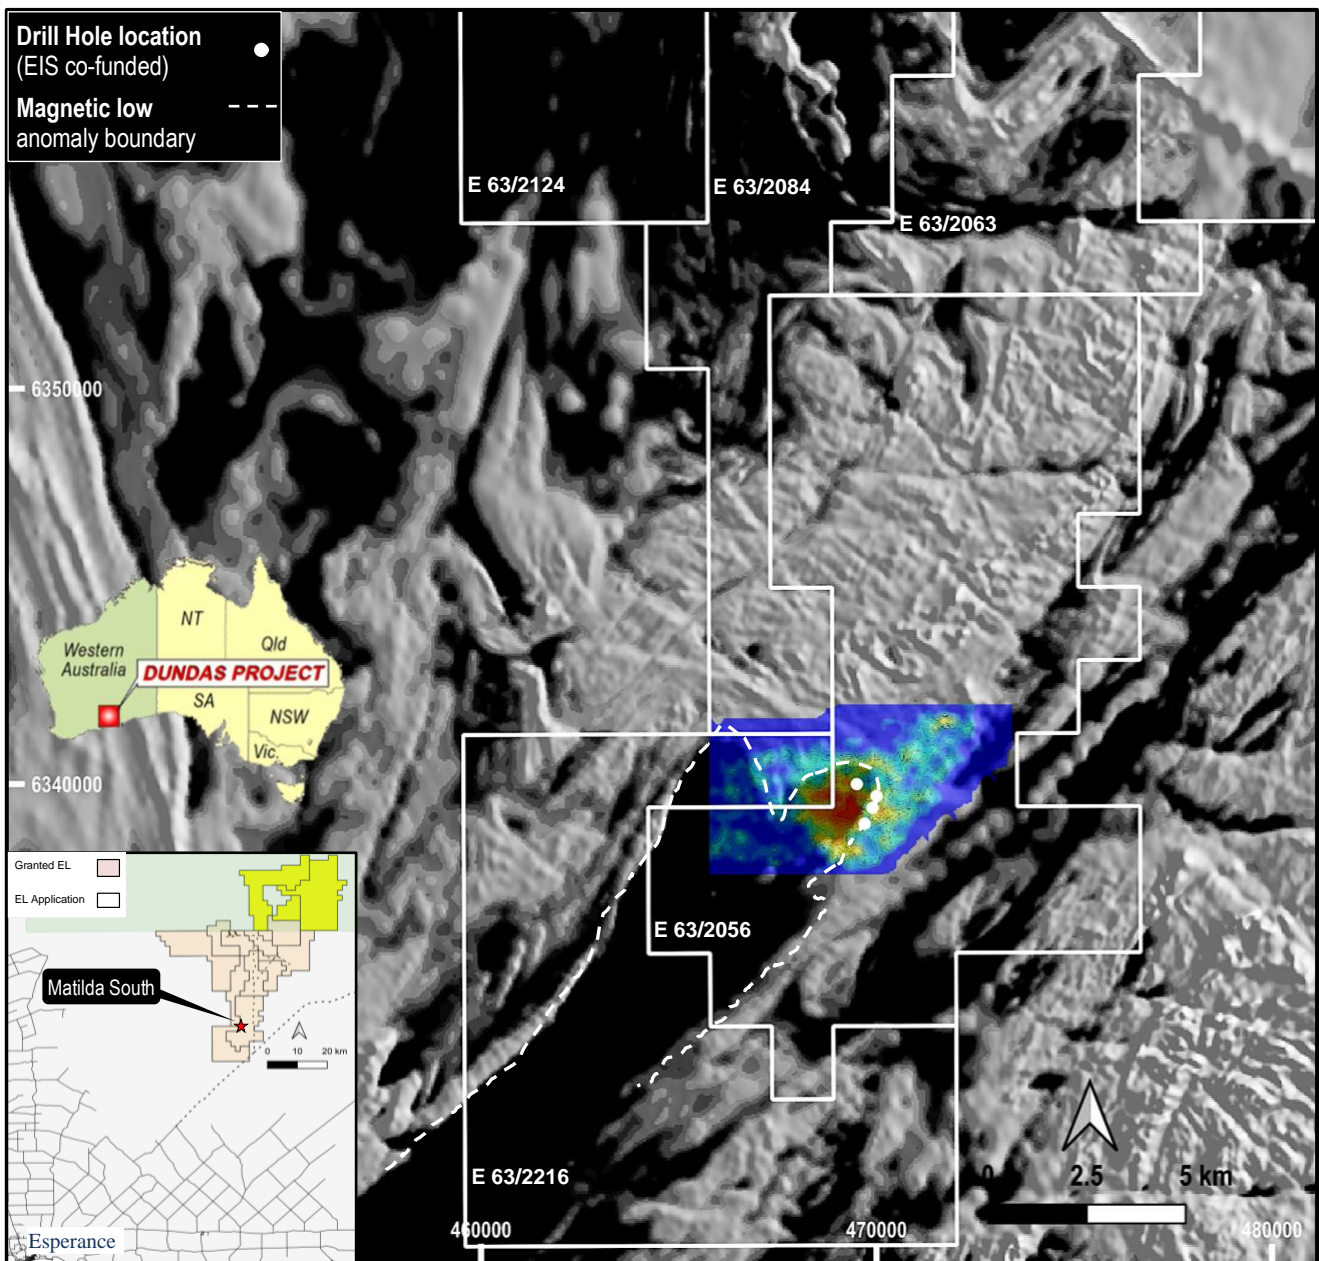 Drill Hole location
(EIS co-funded)
Magnetic low
anomaly boundary
E 63/2124
E 63/2084
E 63/2063
6350000
NT
Qld
Western
Australia
DUNDAS PROJECT
SA
NSW
Vic.
6340000
Granted EL
EL Application
E 63/2056
Matilda South
0 10 20 km
E 63/2216
0 2.5 5 km
460000
470000
480000
Esperance